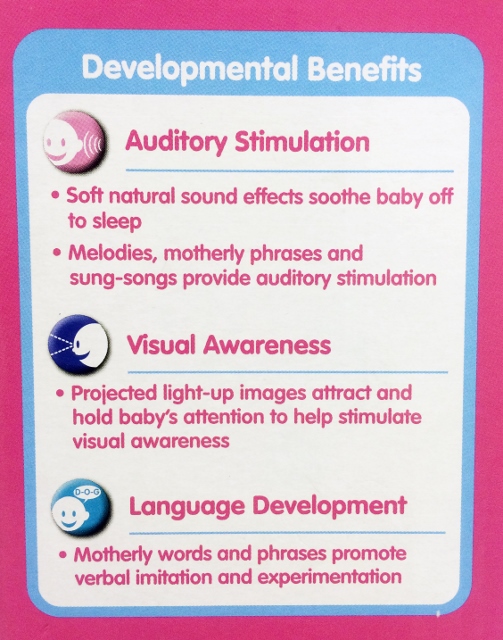 Developmental Benefits
Auditory Stimulation
• Soft natural sound effects soothe baby off
to sleep
• Melodies, motherly phrases and
sung-songs provide auditory stimulation
Visual Awareness
• Projected light-up images attract and
hold baby's attention to help stimulate
visual awareness
D-O-G
Language Development
• Motherly words and phrases promote
verbal imitation and experimentation